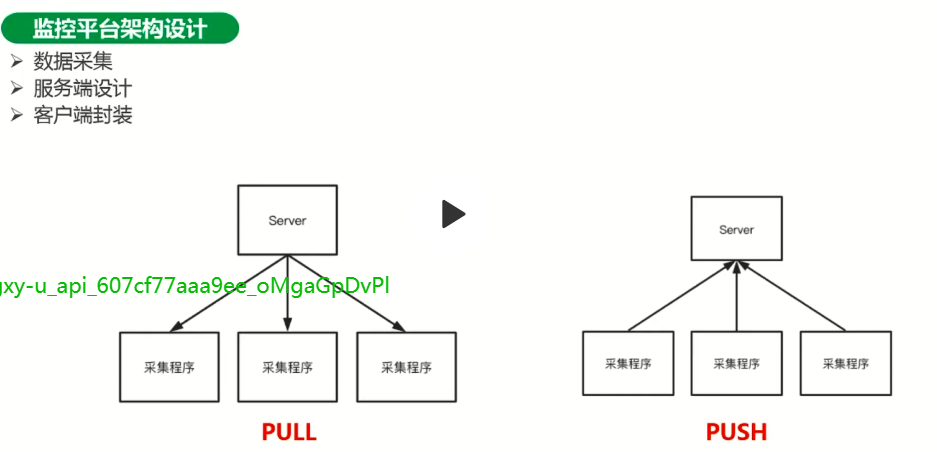 监控平台架构设计
数据采集
服务端设计
客户端封装
Server
Server
gxy-u_api_607cf77aaa9ee_oMgaGpDvPl
采集程序 采集程序 采集程序
采集程序 采集程序 采集程序
PULL
PUSH